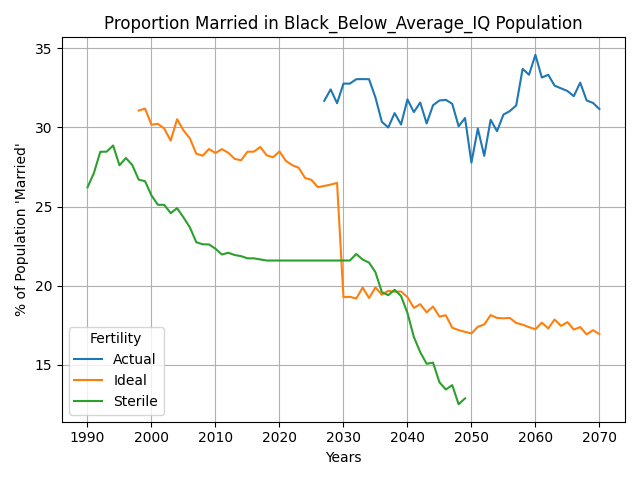 Proportion Married in Black_Below_Average_IQ Population
% of Population 'Married'
35
30
25
20
15
Fertility
Actual
Ideal
Sterile
1990 2000 2010 2020 2030 2040 2050 2060 2070
Years